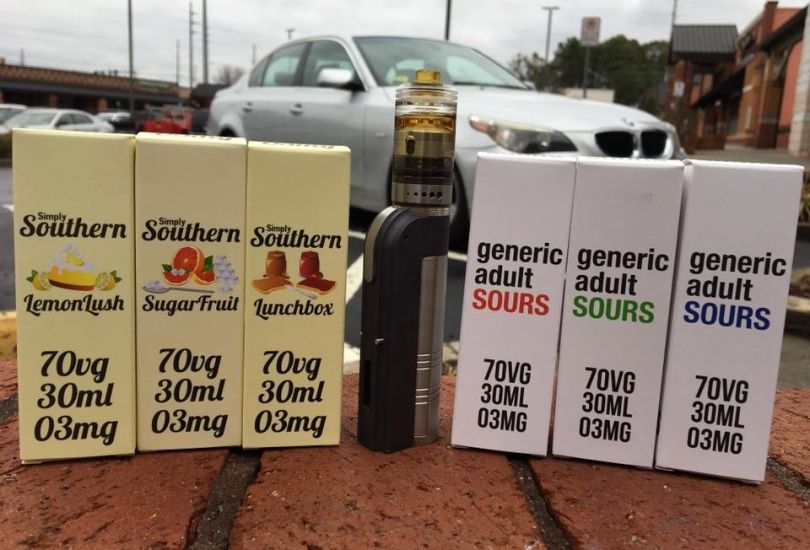 Simply
Southern
LemonLush
70vg
30ml
03mg
Simply
Southern
SugarFruit
70vg
30ml
03mg
Simply
Southern
Lunchbox
70vg
30ml
03mg
generic
adult
SOURS
70VG
30ML
03MG
generic
adult
SOURS
70VG
30ML
03MG
generic
adult
SOURS
70VG
30ML
03MG